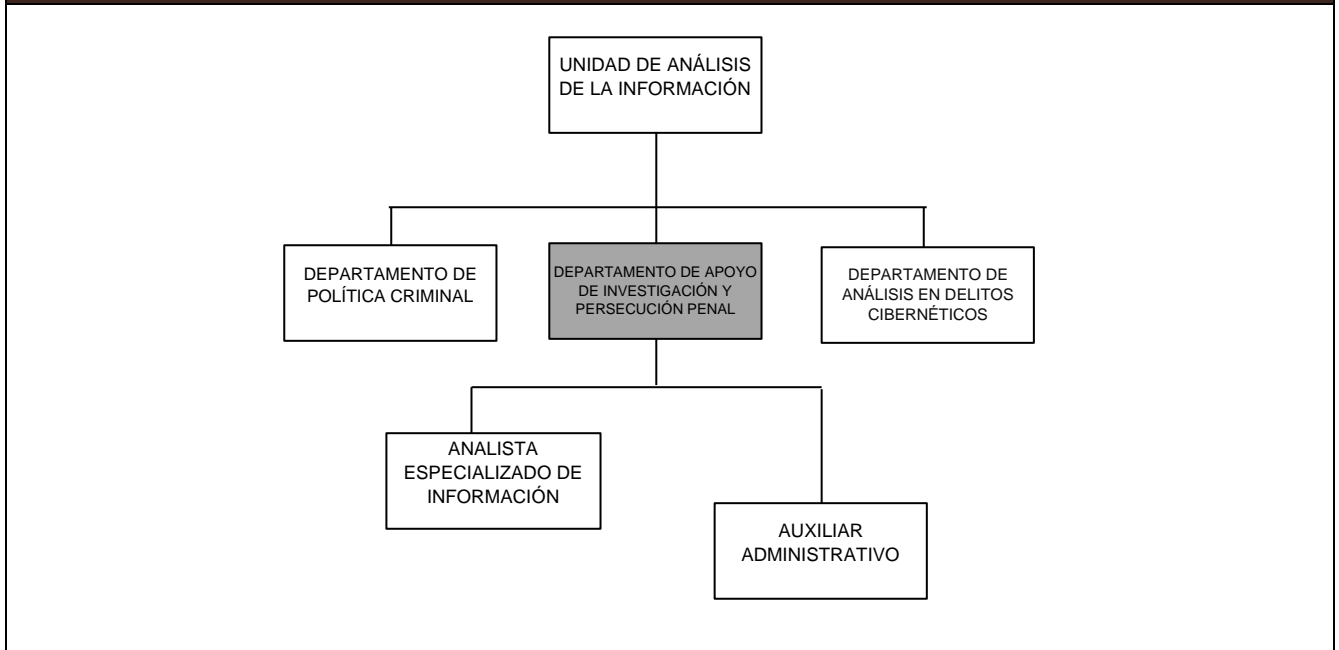 UNIDAD DE ANÁLISIS
DE LA INFORMACIÓN
DEPARTAMENTO DE
POLÍTICA CRIMINAL
DEPARTAMENTO DE APOYO
DE INVESTIGACIÓN Y
PERSECUCIÓN PENAL
DEPARTAMENTO DE
ANÁLISIS EN DELITOS
CIBERNÉTICOS
ANALISTA
ESPECIALIZADO DE
INFORMACIÓN
AUXILIAR
ADMINISTRATIVO